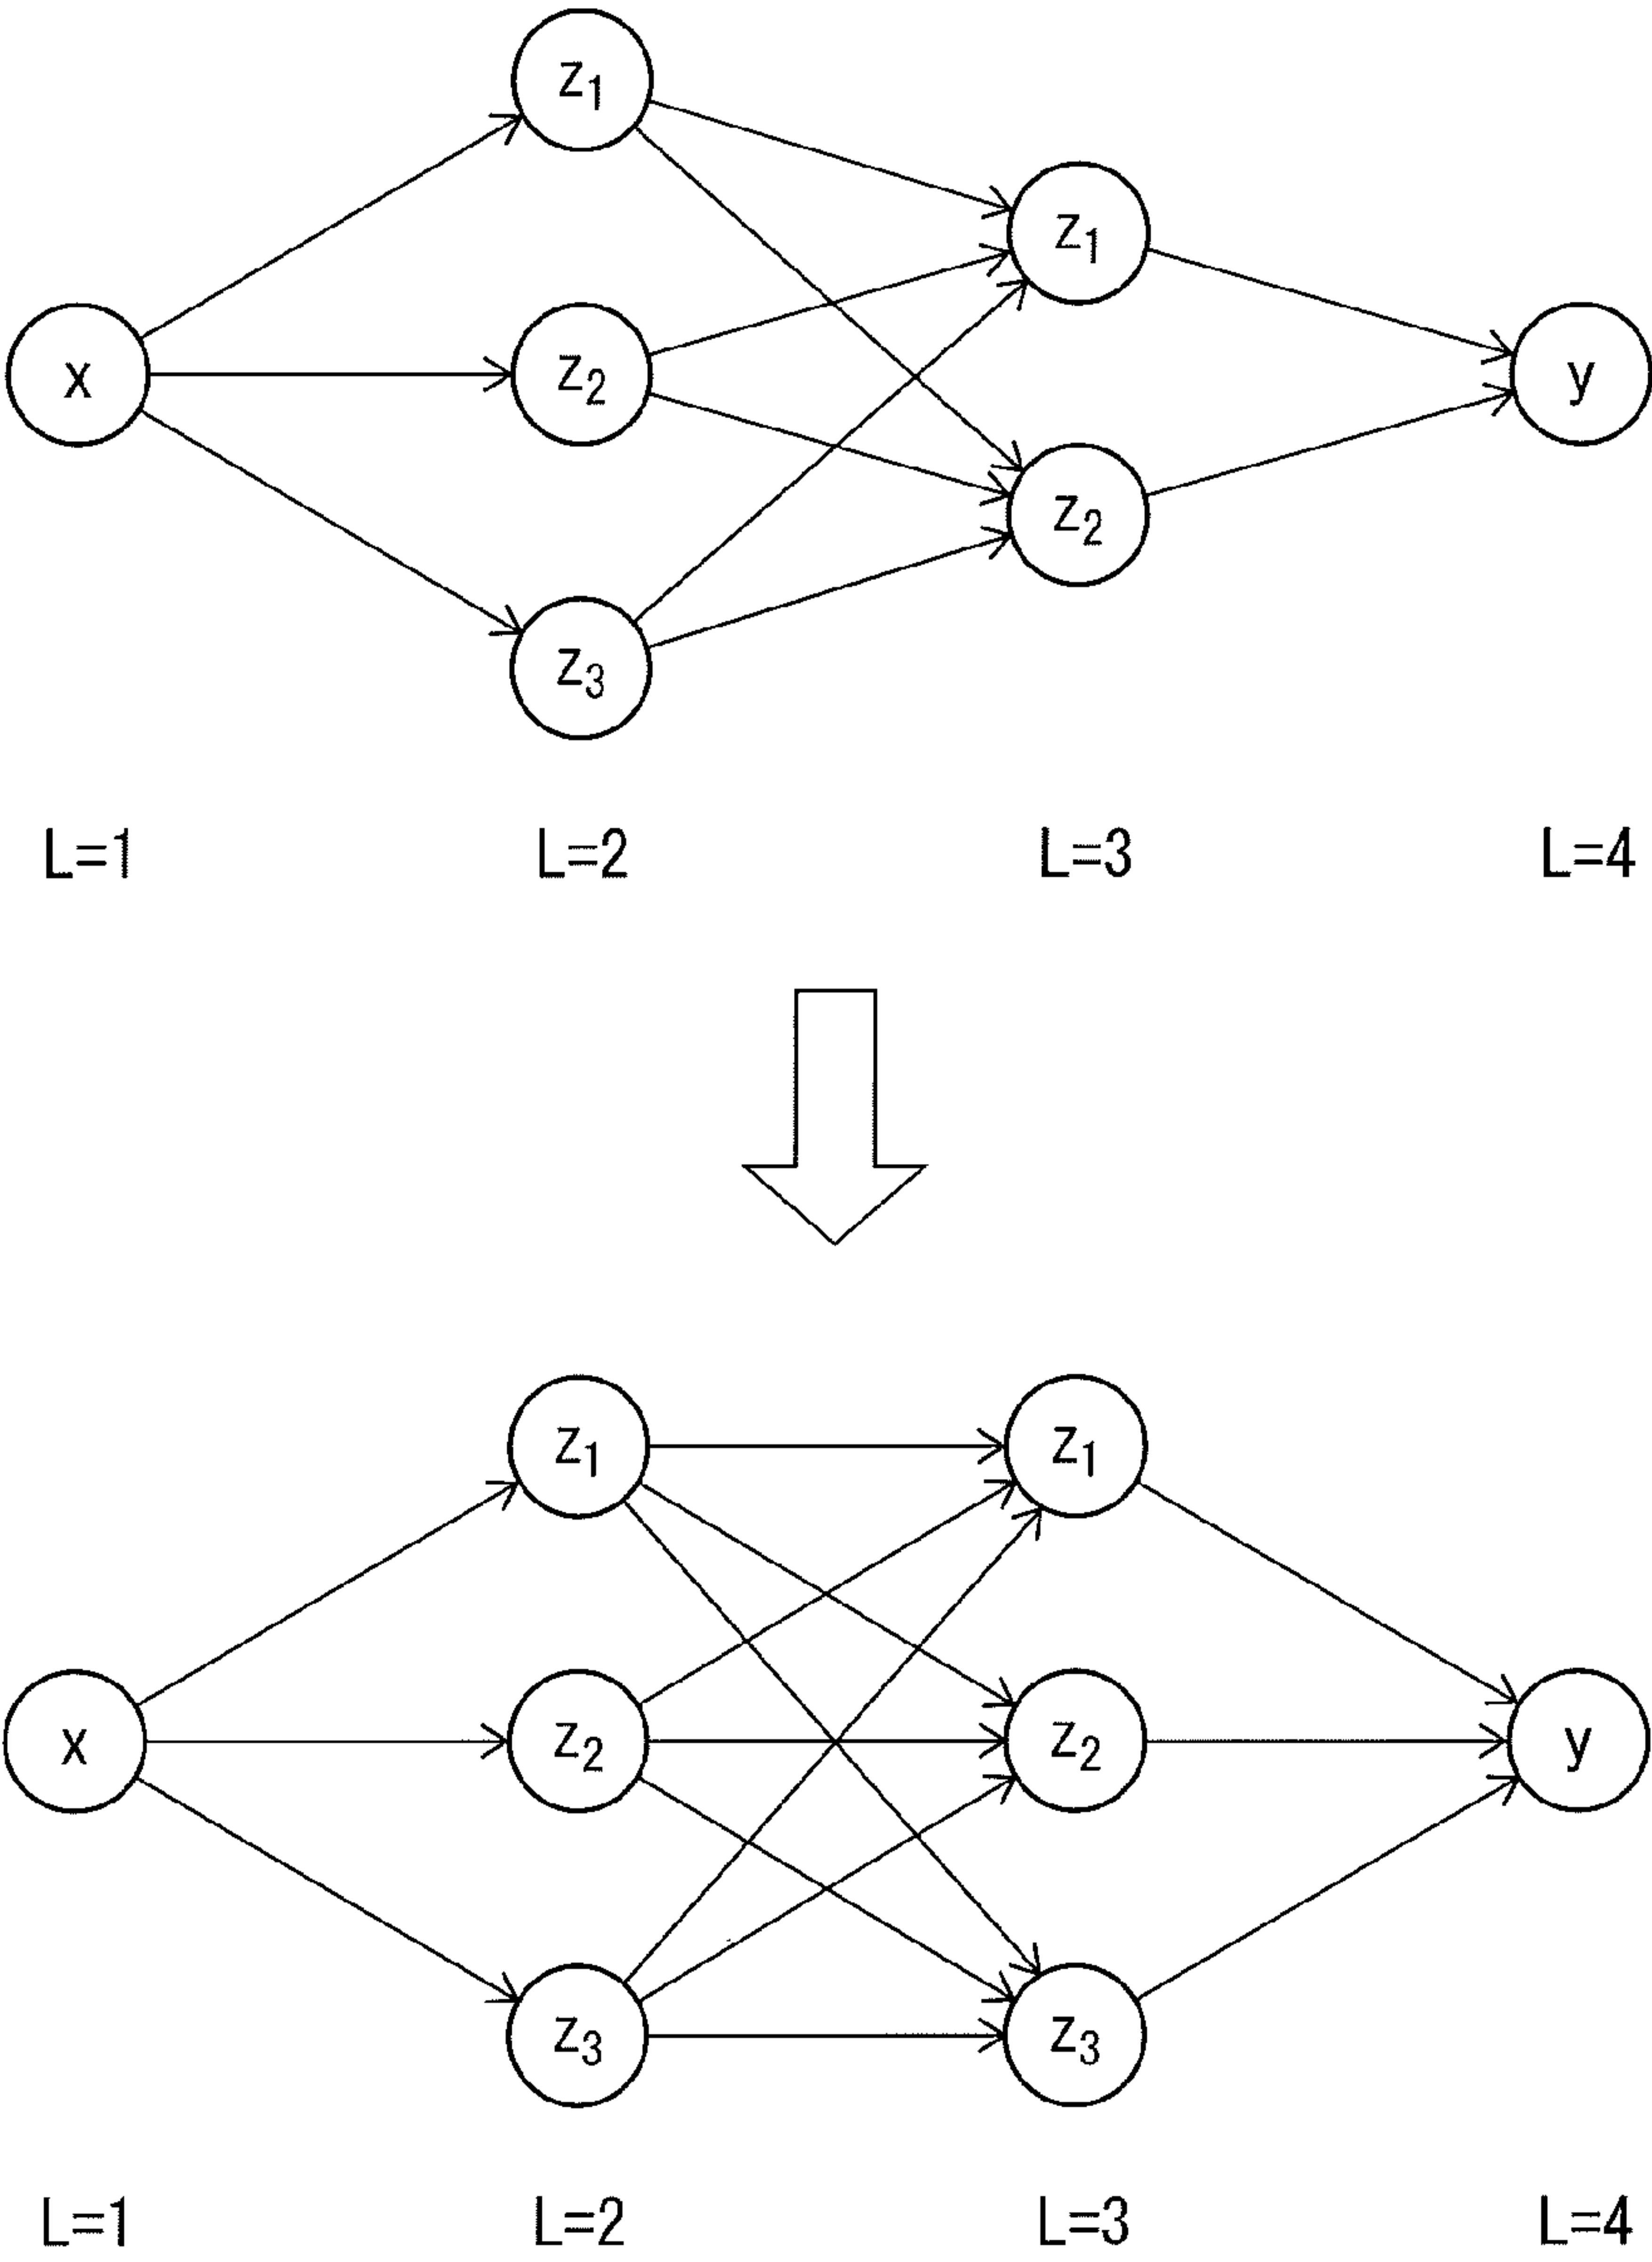 z1
z1
x z2 y
z2
z3
L=1 L=2 L=3 L=4
z1 z1
x z2 z2 y
z3 z3
L=1 L=2 L=3 L=4